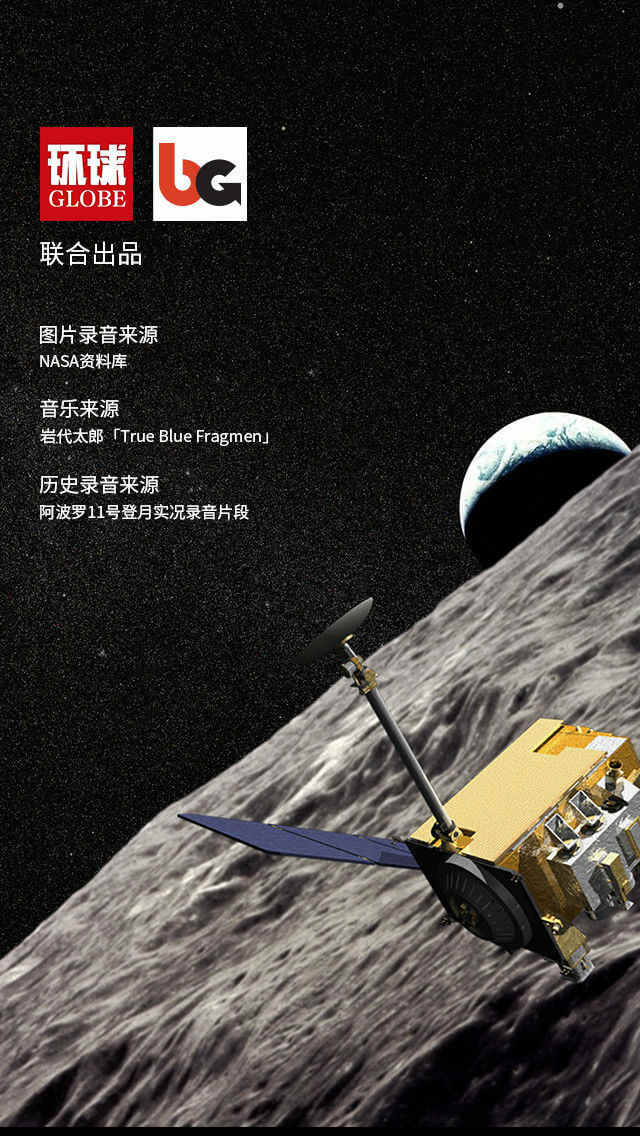 环球
GLOBE
bG
联合出品
图片录音来源
NASA资料库
音乐来源
岩代太郎「True Blue Fragmen」
历史录音来源
阿波罗11号登月实况录音片段